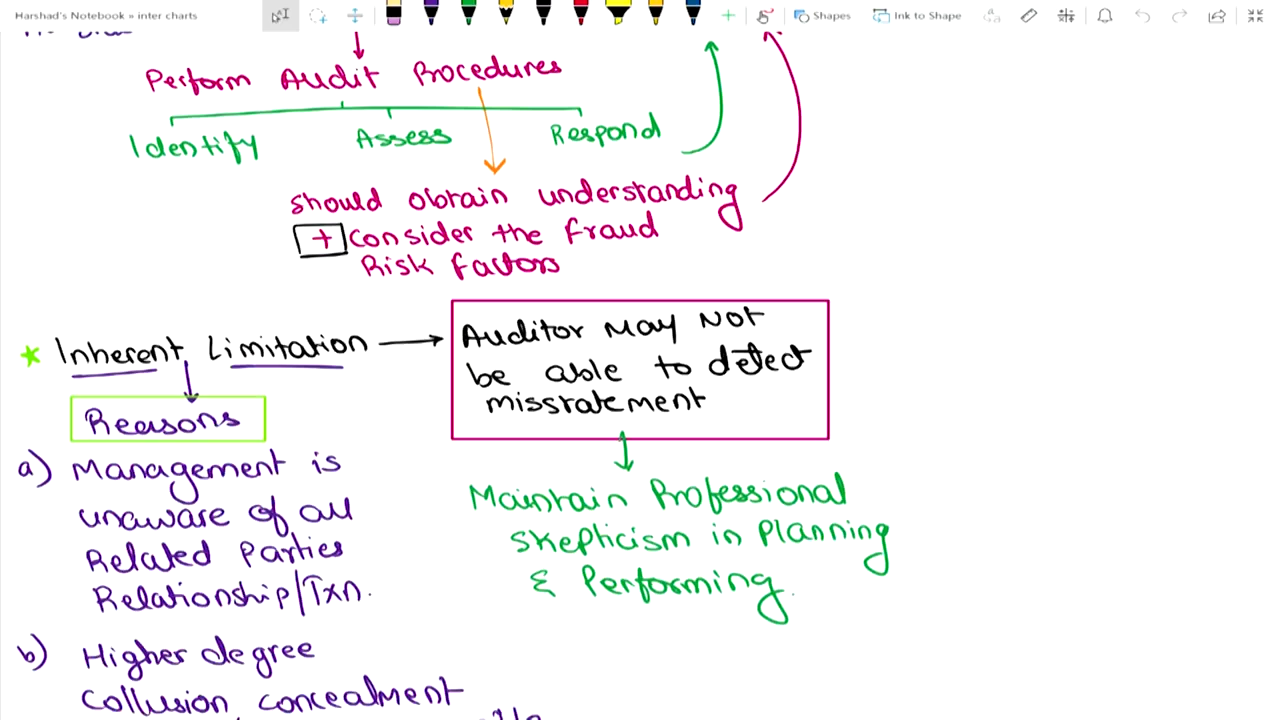 Harshad's Notebook » inter charts
Shapes
Ink to Shape
Perform Audit Procedures
Identify Assess Respond
should obtain understanding
+ Consider the fraud
Risk factors
Inherent Limitation
Auditor May Not
be able to detect
misstatement
Reasons
a) Management is
unaware of all
Related Parties
Relationship/Txn.
Maintain Professional
skepticism in Planning
& Performing.
b) Higher degree
Collusion, concealment